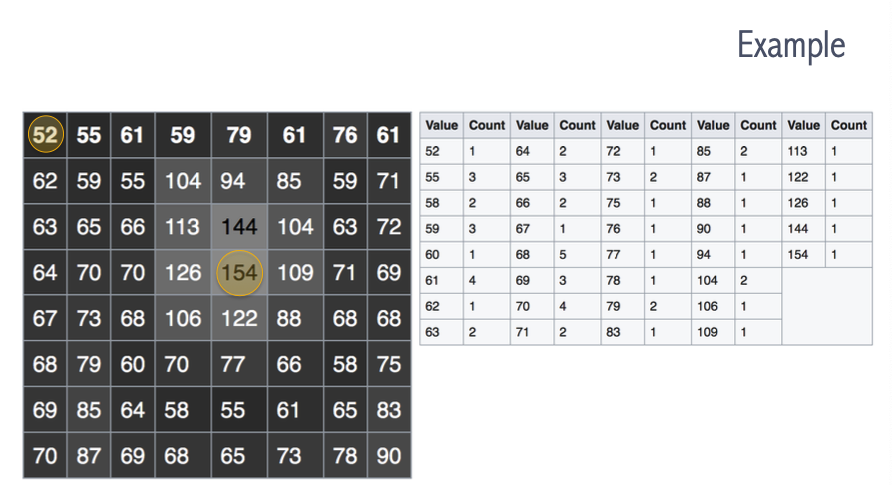 Example
52 55 61 59 79 61 76 61
62 59 55 104 94 85 59 71
63 65 66 113 144 104 63 72
64 70 70 126 154 109 71 69
67 73 68 106 122 88 68 68
68 79 60 70 77 66 58 75
69 85 64 58 55 61 65 83
70 87 69 68 65 73 78 90
Value Count Value Count Value Count Value Count Value Count
52 1 64 2 72 1 85 2 113 1
55 3 65 3 73 2 87 1 122 1
58 2 66 2 75 1 88 1 126 1
59 3 67 1 76 1 90 1 144 1
60 1 68 5 77 1 94 1 154 1
61 4 69 3 78 1 104 2
62 1 70 4 79 2 106 1
63 2 71 2 83 1 109 1